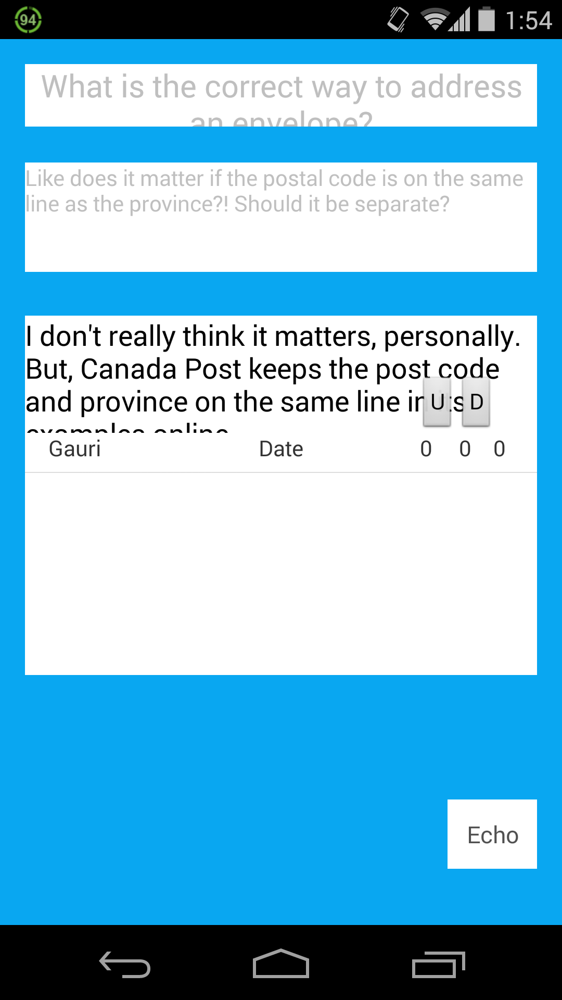 94
1:54
What is the correct way to address
an envelope?
Like does it matter if the postal code is on the same
line as the province?! Should it be separate?
I don't really think it matters, personally.
But, Canada Post keeps the post code
and province on the same line in its
U D
examples online
Gauri Date 0 0 0
Echo